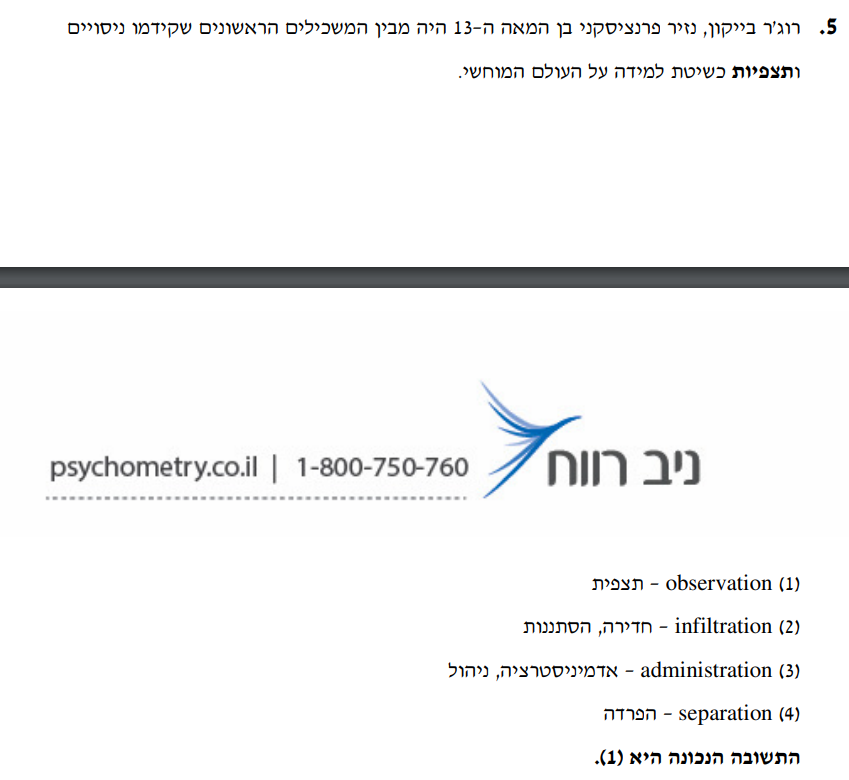 5. רוג'ר בייקון, נזיר פרנציסקני בן המאה ה-13 היה מבין המשכילים הראשונים שקידמו ניסויים
ותצפיות כשיטת למידה על העולם המוחשי.
ניב רווח
psychometry.co.il | 1-800-750-760
(1) observation – תצפית
(2) infiltration – חדירה, הסתננות
(3) administration – אדמיניסטרציה, ניהול
(4) separation – הפרדה
התשובה הנכונה היא (1).